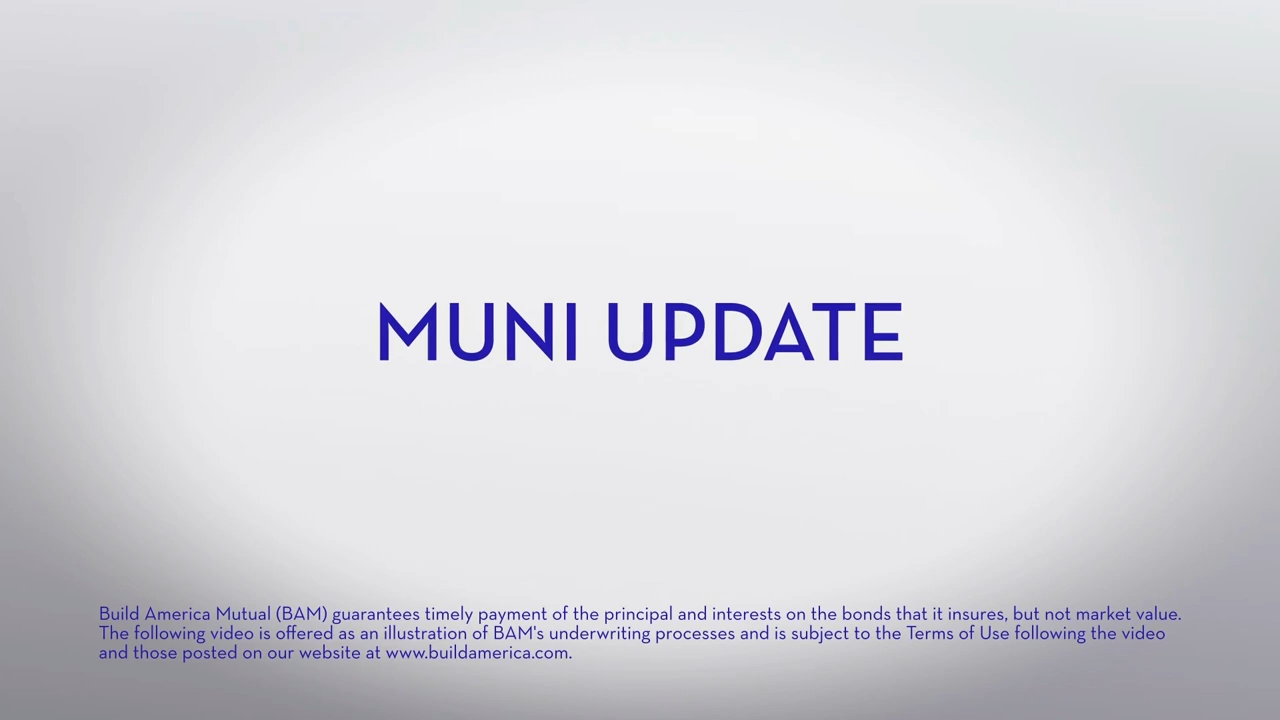 MUNI UPDATE
Build America Mutual (BAM) guarantees timely payment of the principal and interests on the bonds that it insures, but not market value.
The following video is offered as an illustration of BAM's underwriting processes and is subject to the Terms of Use following the video
and those posted on our website at www.buildamerica.com.